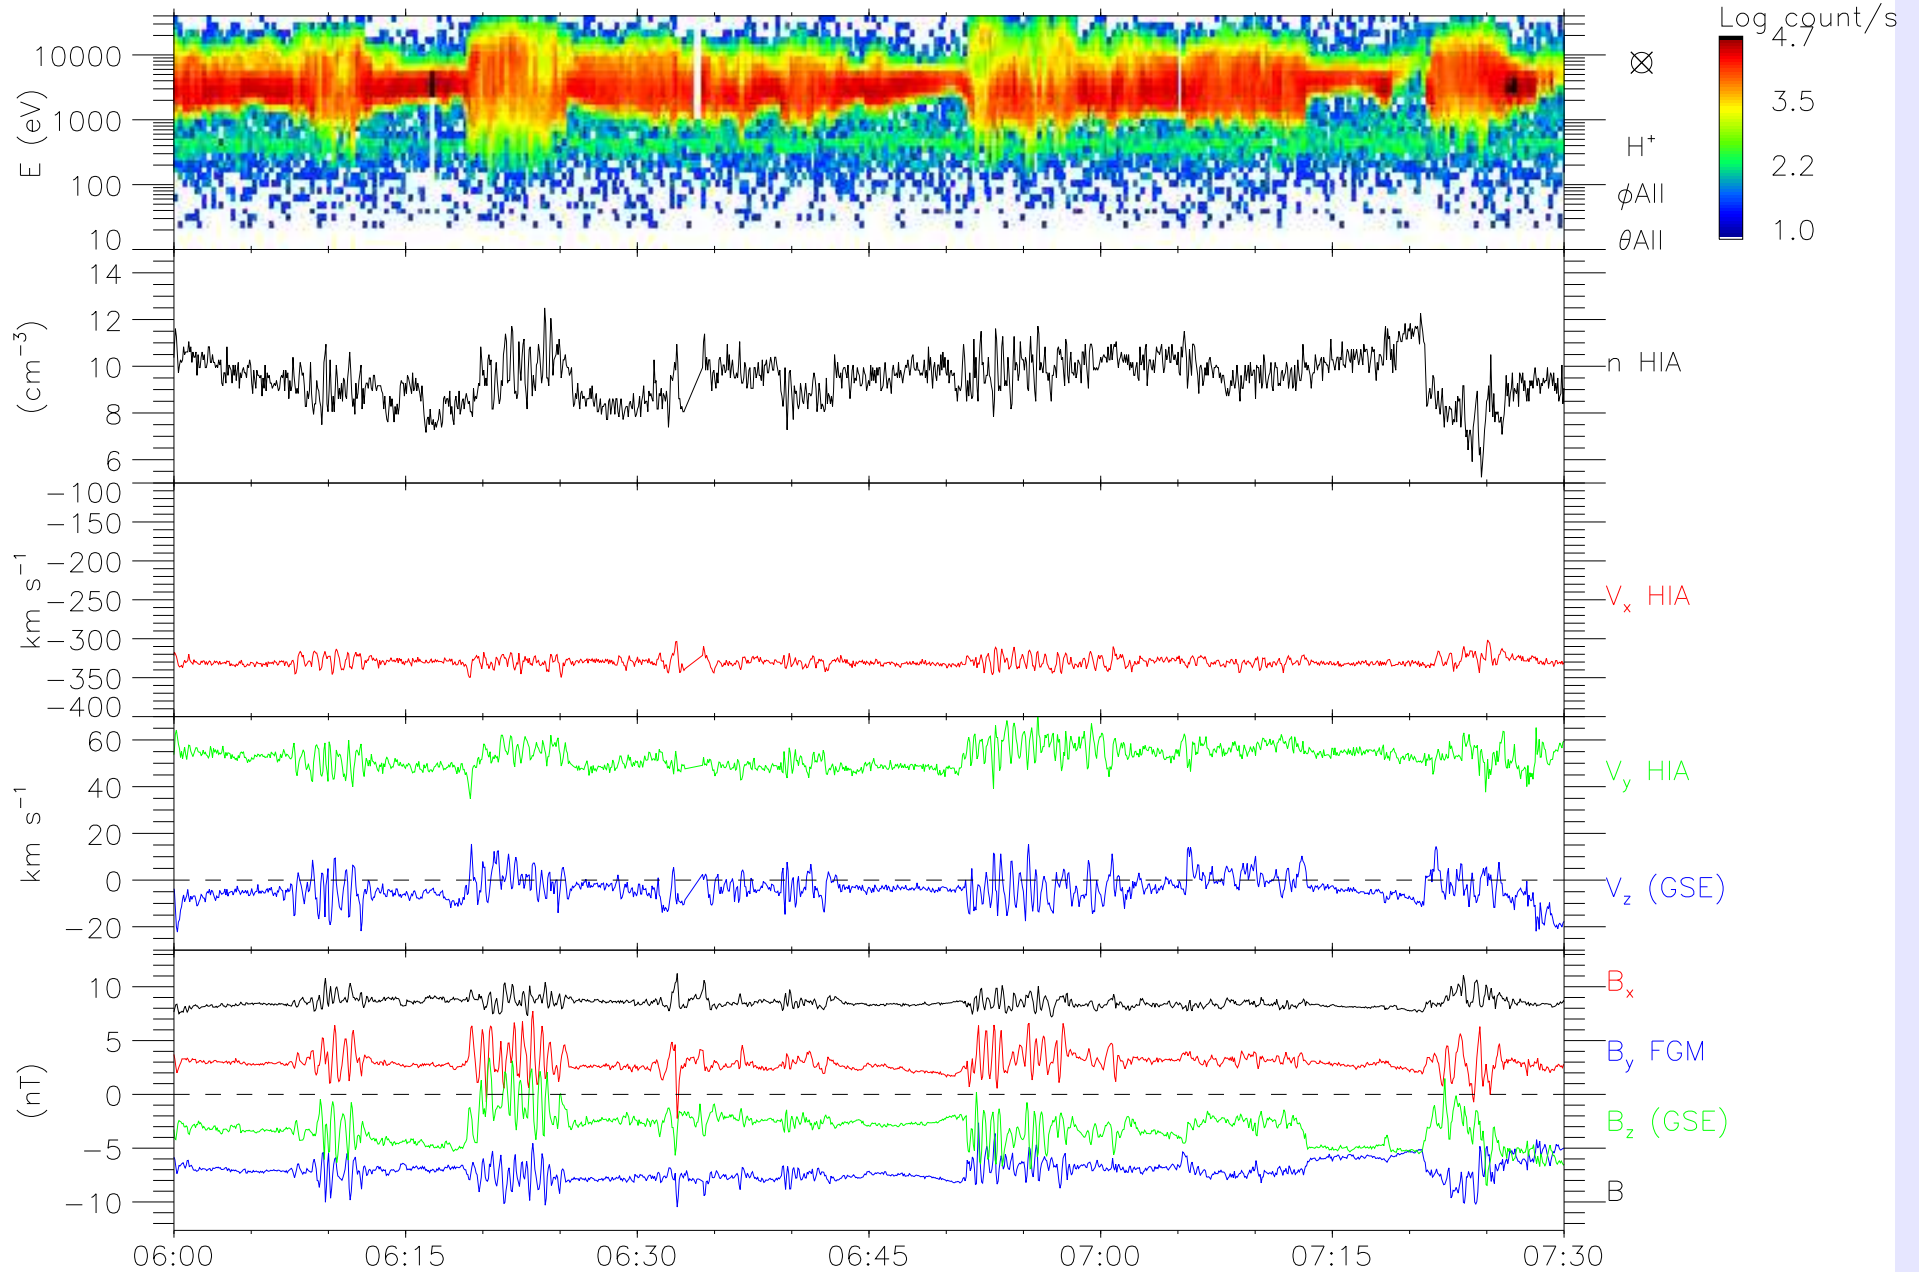 Log count/s
4.7
3.5
2.2
1.0
E (eV)
10000
1000
100
10
⊗
H⁺
φAll
θAll
(cm⁻³)
14
12
10
8
6
n HIA
km s⁻¹
−100
−150
−200
−250
−300
−350
−400
Vₓ HIA
km s⁻¹
60
40
20
0
−20
V_y HIA
V_z (GSE)
(nT)
10
5
0
−5
−10
Bₓ
B_y FGM
B_z (GSE)
B
06:00 06:15 06:30 06:45 07:00 07:15 07:30